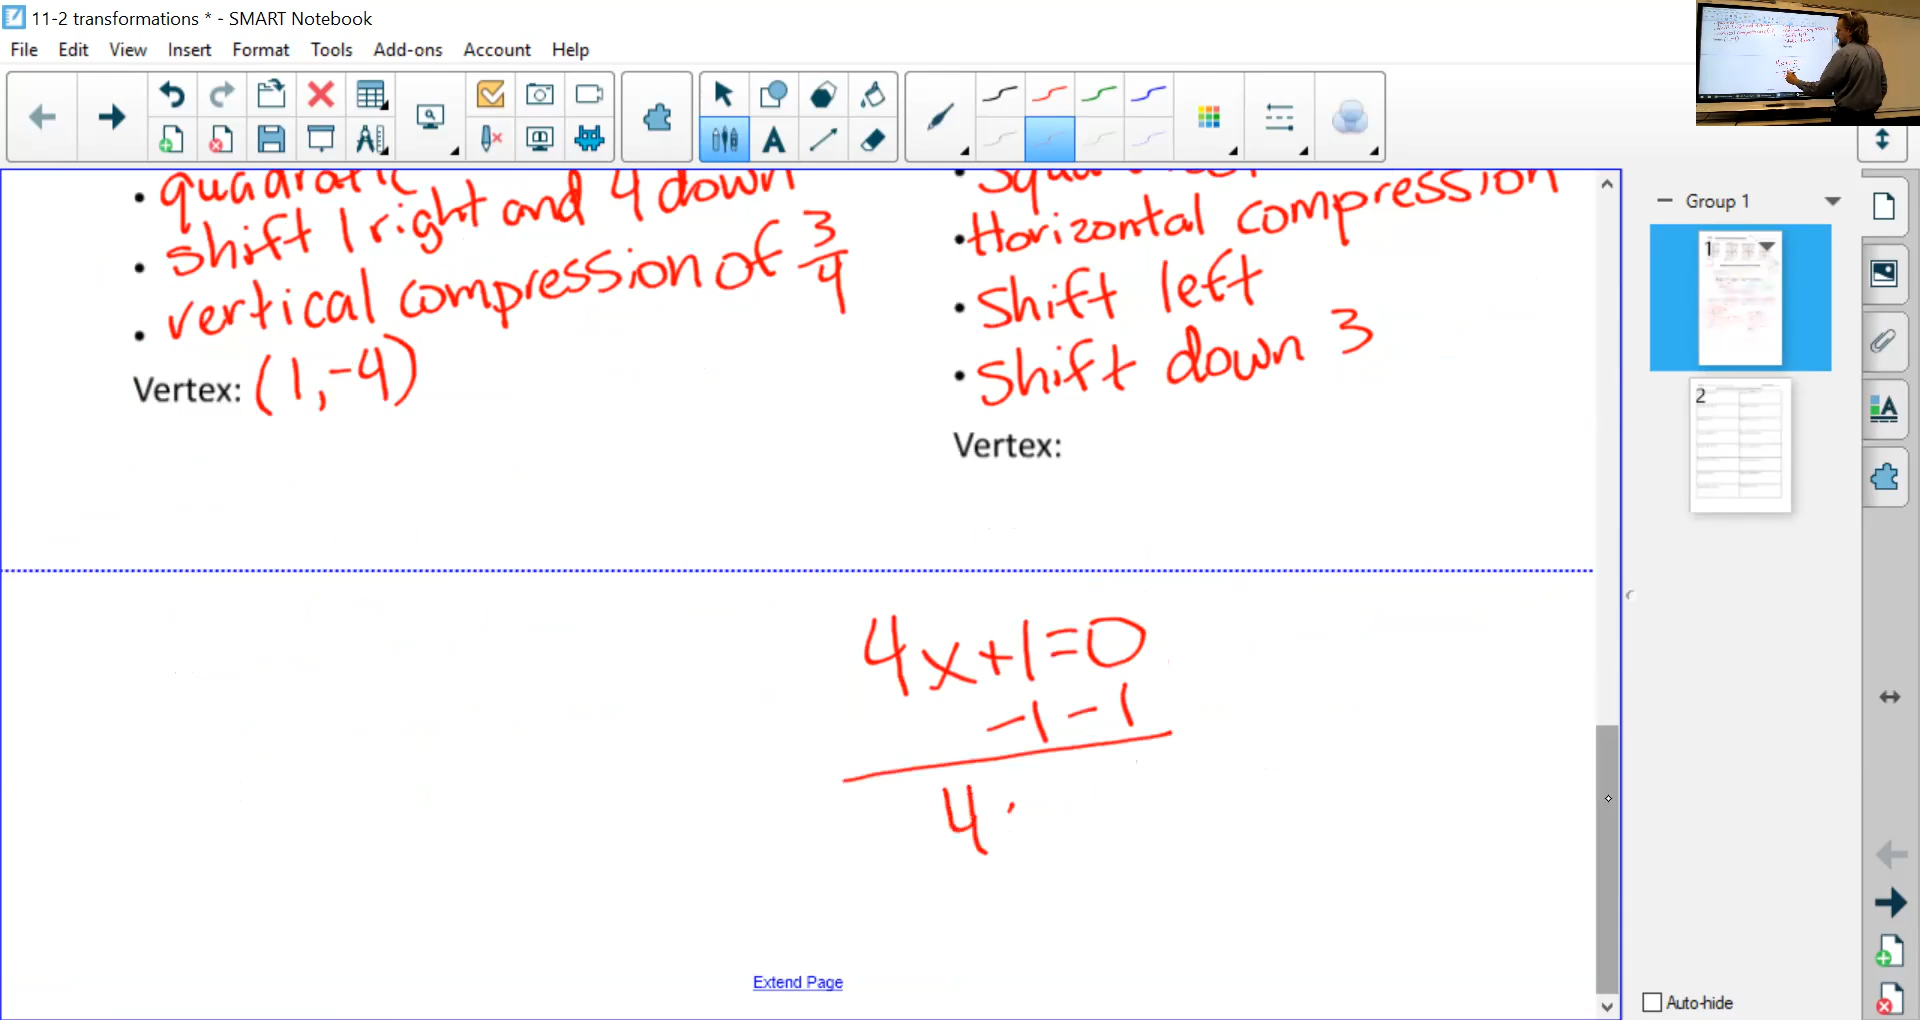 11-2 transformations * - SMART Notebook
File Edit View Insert Format Tools Add-ons Account Help
• quadratic
• shift 1 right and 4 down
• vertical compression of 3/4
Vertex: (1,-4)
• Horizontal compression
• Shift left
• Shift down 3
Vertex:
4x+1=0
-1 -1
4
Extend Page
Group 1
1
2
Auto-hide